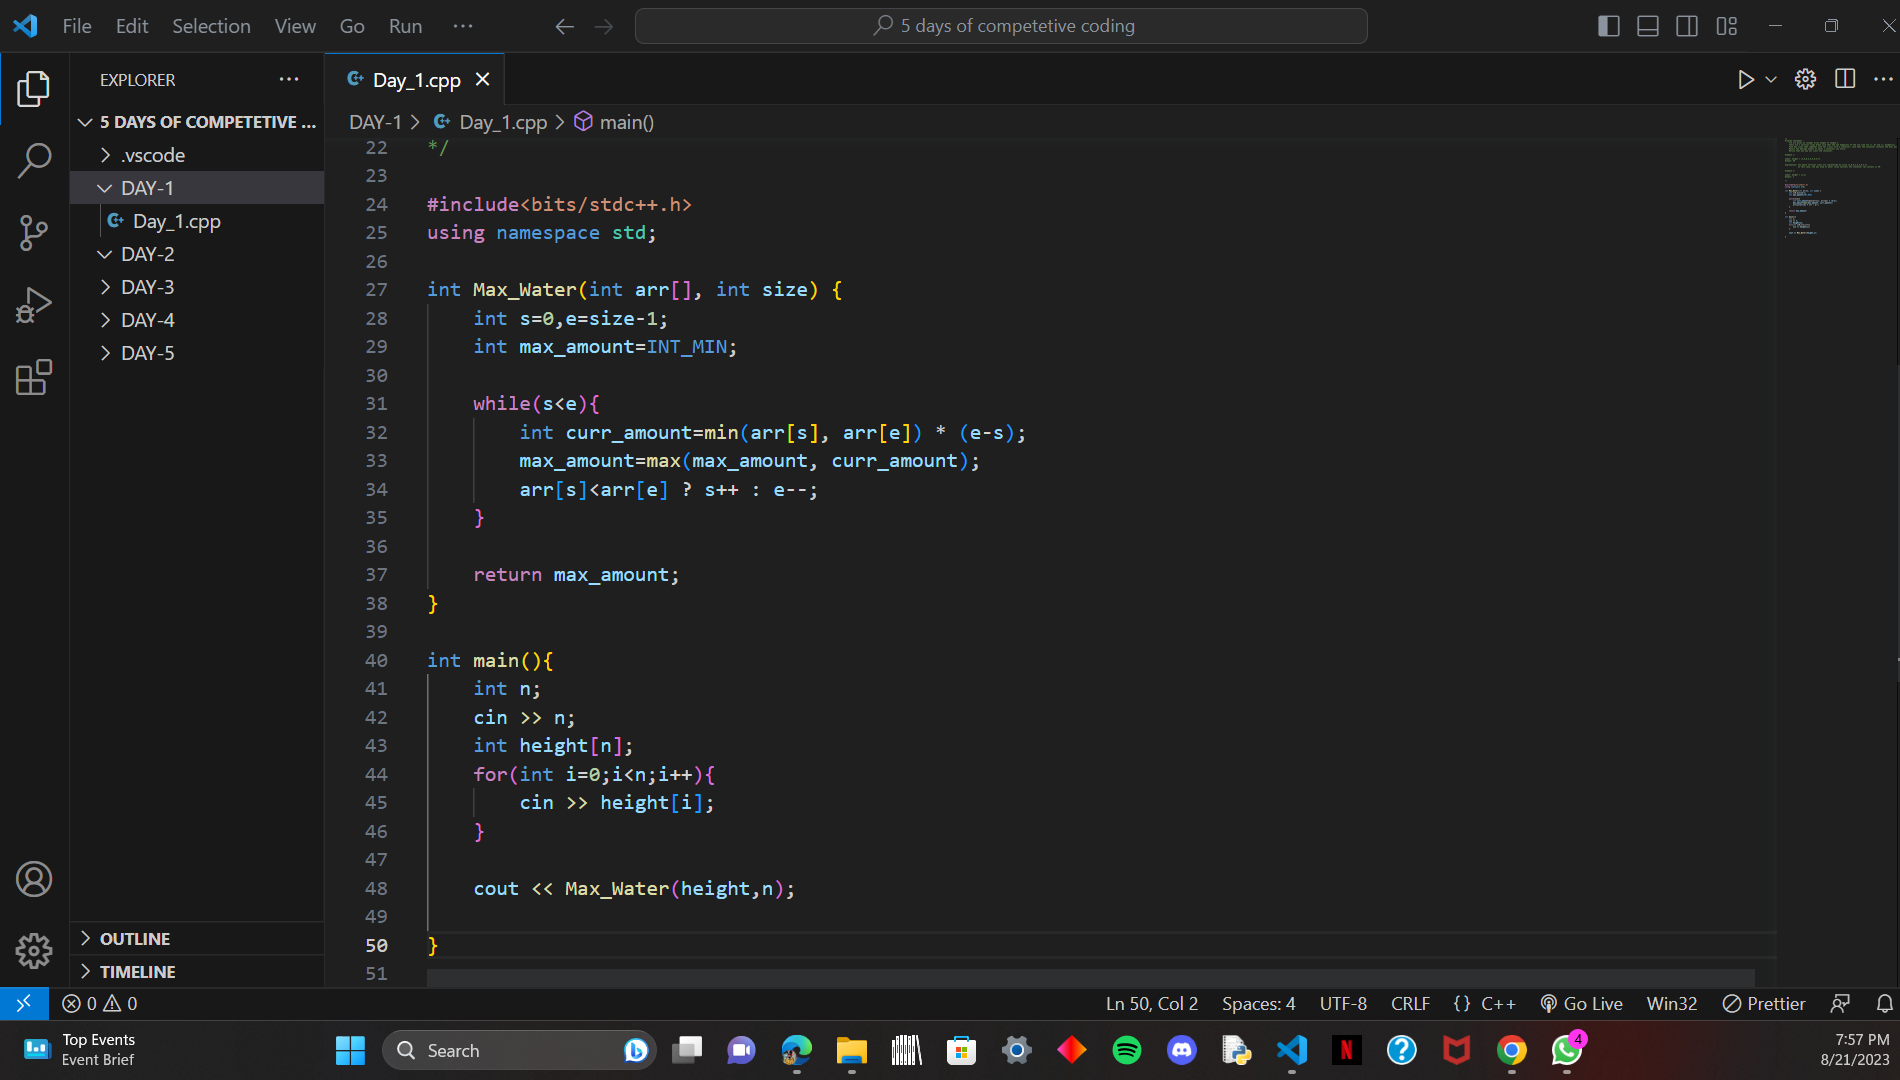 File Edit Selection View Go Run ···
5 days of competetive coding
EXPLORER ···
5 DAYS OF COMPETETIVE ...
.vscode
DAY-1
Day_1.cpp
DAY-2
DAY-3
DAY-4
DAY-5
OUTLINE
TIMELINE
Day_1.cpp
DAY-1 > Day_1.cpp > main()
22 */
23
24 #include<bits/stdc++.h>
25 using namespace std;
26
27 int Max_Water(int arr[], int size) {
28     int s=0,e=size-1;
29     int max_amount=INT_MIN;
30
31     while(s<e){
32         int curr_amount=min(arr[s], arr[e]) * (e-s);
33         max_amount=max(max_amount, curr_amount);
34         arr[s]<arr[e] ? s++ : e--;
35     }
36
37     return max_amount;
38 }
39
40 int main(){
41     int n;
42     cin >> n;
43     int height[n];
44     for(int i=0;i<n;i++){
45         cin >> height[i];
46     }
47
48     cout << Max_Water(height,n);
49
50 }
51
0 0 Ln 50, Col 2 Spaces: 4 UTF-8 CRLF {} C++ Go Live Win32 Prettier
Top Events
Event Brief
Search
N
4
7:57 PM
8/21/2023